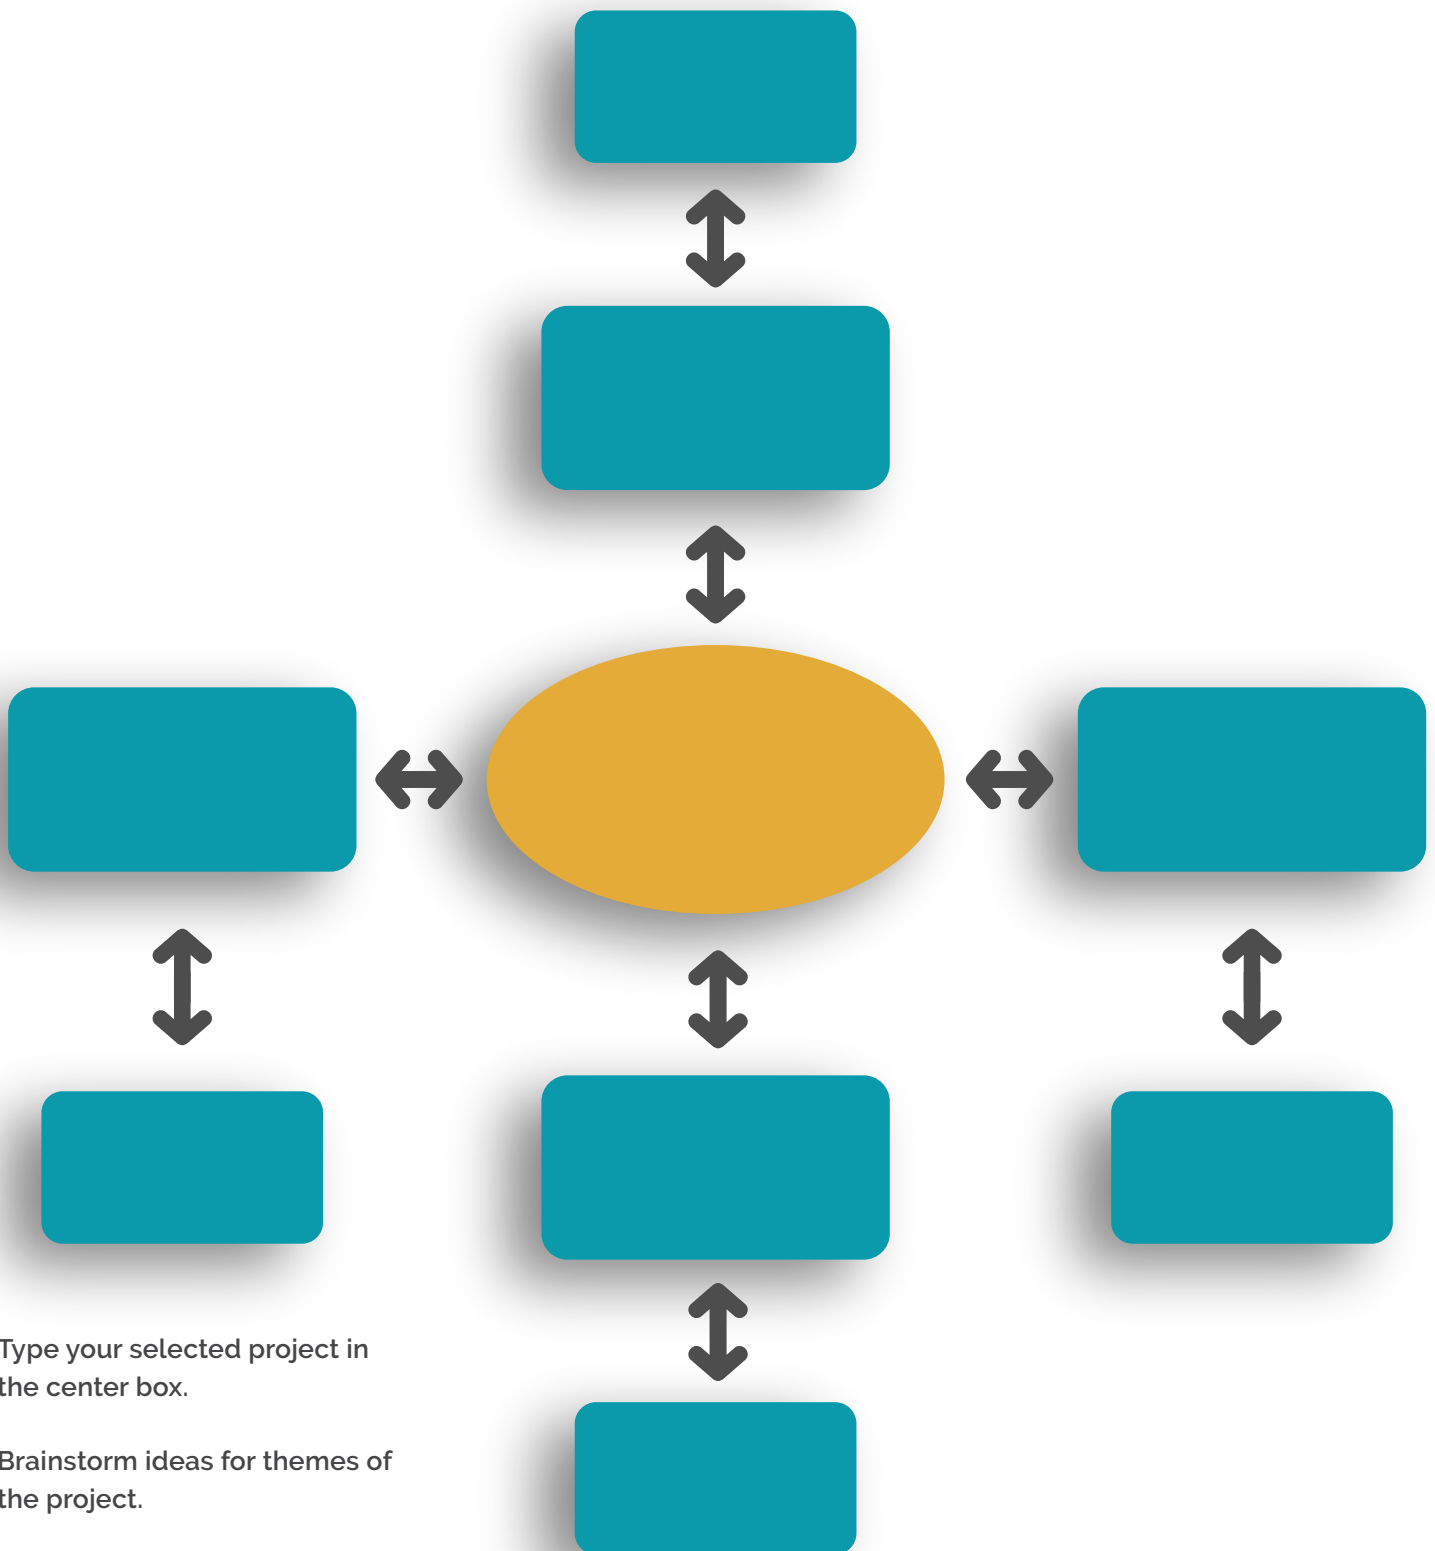 Type your selected project in
the center box.
Brainstorm ideas for themes of
the project.